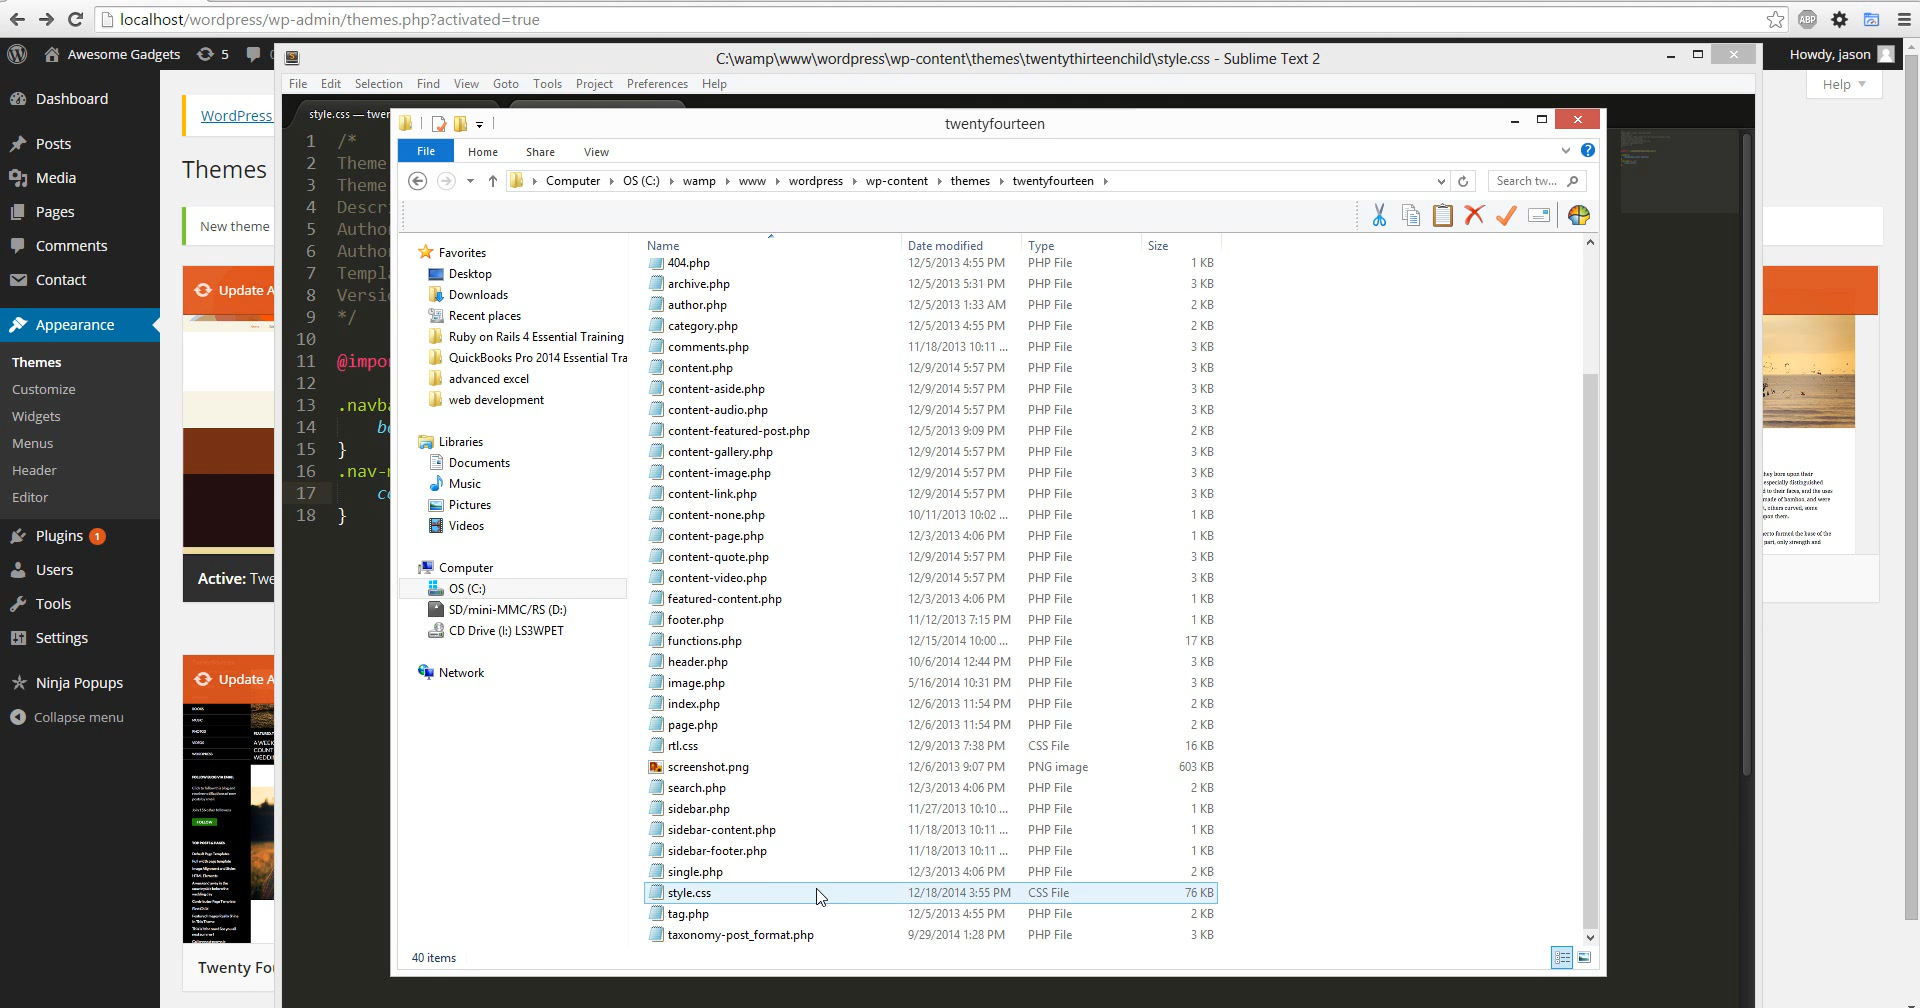 localhost/wordpress/wp-admin/themes.php?activated=true
ABP
Awesome Gadgets
5
Howdy, jason
Help
Dashboard
Posts
Media
Pages
Comments
Contact
Appearance
Themes
Customize
Widgets
Menus
Header
Editor
Plugins 1
Users
Tools
Settings
Ninja Popups
Collapse menu
WordPress
Themes
New theme
Update A
Active: Twe
Update A
Twenty Fou
C:\wamp\www\wordpress\wp-content\themes\twentythirteenchild\style.css - Sublime Text 2
File Edit Selection Find View Goto Tools Project Preferences Help
style.css — twen
1 /*
2 Theme
3 Theme
4 Descri
5 Autho
6 Autho
7 Templ
8 Versi
9 */
10
11 @impor
12
13 .navba
14 b
15 }
16 .nav-
17 c
18 }
twentyfourteen
File Home Share View
Computer OS (C:) wamp www wordpress wp-content themes twentyfourteen
Search tw...
Favorites
Desktop
Downloads
Recent places
Ruby on Rails 4 Essential Training
QuickBooks Pro 2014 Essential Tra
advanced excel
web development
Libraries
Documents
Music
Pictures
Videos
Computer
OS (C:)
SD/mini-MMC/RS (D:)
CD Drive (I:) LS3WPET
Network
Name Date modified Type Size
404.php 12/5/2013 4:55 PM PHP File 1 KB
archive.php 12/5/2013 5:31 PM PHP File 3 KB
author.php 12/5/2013 1:33 AM PHP File 2 KB
category.php 12/5/2013 4:55 PM PHP File 2 KB
comments.php 11/18/2013 10:11 ... PHP File 3 KB
content.php 12/9/2014 5:57 PM PHP File 3 KB
content-aside.php 12/9/2014 5:57 PM PHP File 3 KB
content-audio.php 12/9/2014 5:57 PM PHP File 3 KB
content-featured-post.php 12/5/2013 9:09 PM PHP File 2 KB
content-gallery.php 12/9/2014 5:57 PM PHP File 3 KB
content-image.php 12/9/2014 5:57 PM PHP File 3 KB
content-link.php 12/9/2014 5:57 PM PHP File 3 KB
content-none.php 10/11/2013 10:02 ... PHP File 1 KB
content-page.php 12/3/2013 4:06 PM PHP File 1 KB
content-quote.php 12/9/2014 5:57 PM PHP File 3 KB
content-video.php 12/9/2014 5:57 PM PHP File 3 KB
featured-content.php 12/3/2013 4:06 PM PHP File 1 KB
footer.php 11/12/2013 7:15 PM PHP File 1 KB
functions.php 12/15/2014 10:00 ... PHP File 17 KB
header.php 10/6/2014 12:44 PM PHP File 3 KB
image.php 5/16/2014 10:31 PM PHP File 3 KB
index.php 12/6/2013 11:54 PM PHP File 2 KB
page.php 12/6/2013 11:54 PM PHP File 2 KB
rtl.css 12/9/2013 7:38 PM CSS File 16 KB
screenshot.png 12/6/2013 9:07 PM PNG image 603 KB
search.php 12/3/2013 4:06 PM PHP File 2 KB
sidebar.php 11/27/2013 10:10 ... PHP File 1 KB
sidebar-content.php 11/18/2013 10:11 ... PHP File 1 KB
sidebar-footer.php 11/18/2013 10:11 ... PHP File 1 KB
single.php 12/3/2013 4:06 PM PHP File 2 KB
style.css 12/18/2014 3:55 PM CSS File 76 KB
tag.php 12/5/2013 4:55 PM PHP File 2 KB
taxonomy-post_format.php 9/29/2014 1:28 PM PHP File 3 KB
40 items